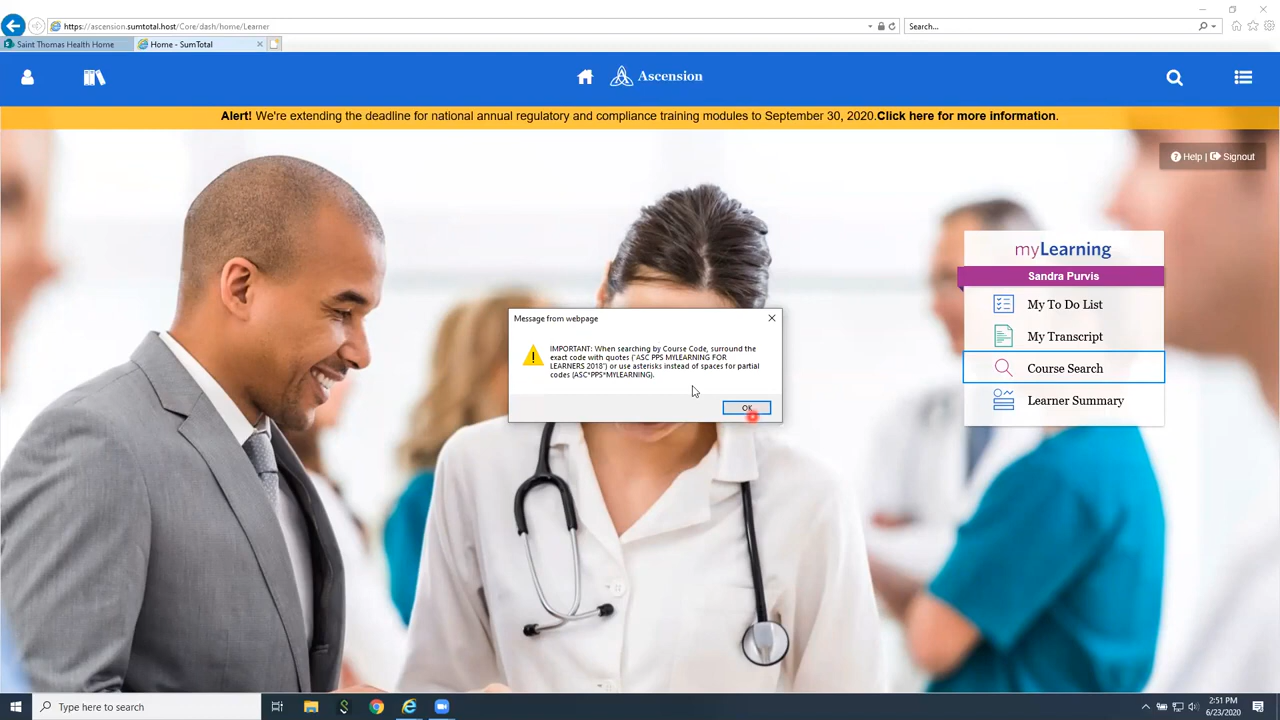 https://ascension.sumtotal.host/Core/dash/home/Learner
Search...
Saint Thomas Health Home
Home - SumTotal
Ascension
Alert! We're extending the deadline for national annual regulatory and compliance training modules to September 30, 2020.Click here for more information.
Help | Signout
myLearning
Sandra Purvis
My To Do List
My Transcript
Course Search
Learner Summary
Message from webpage
IMPORTANT: When searching by Course Code, surround the
exact code with quotes ('ASC PPS MYLEARNING FOR
LEARNERS 2018') or use asterisks instead of spaces for partial
codes (ASC*PPS*MYLEARNING).
OK
Type here to search
2:51 PM
6/23/2020